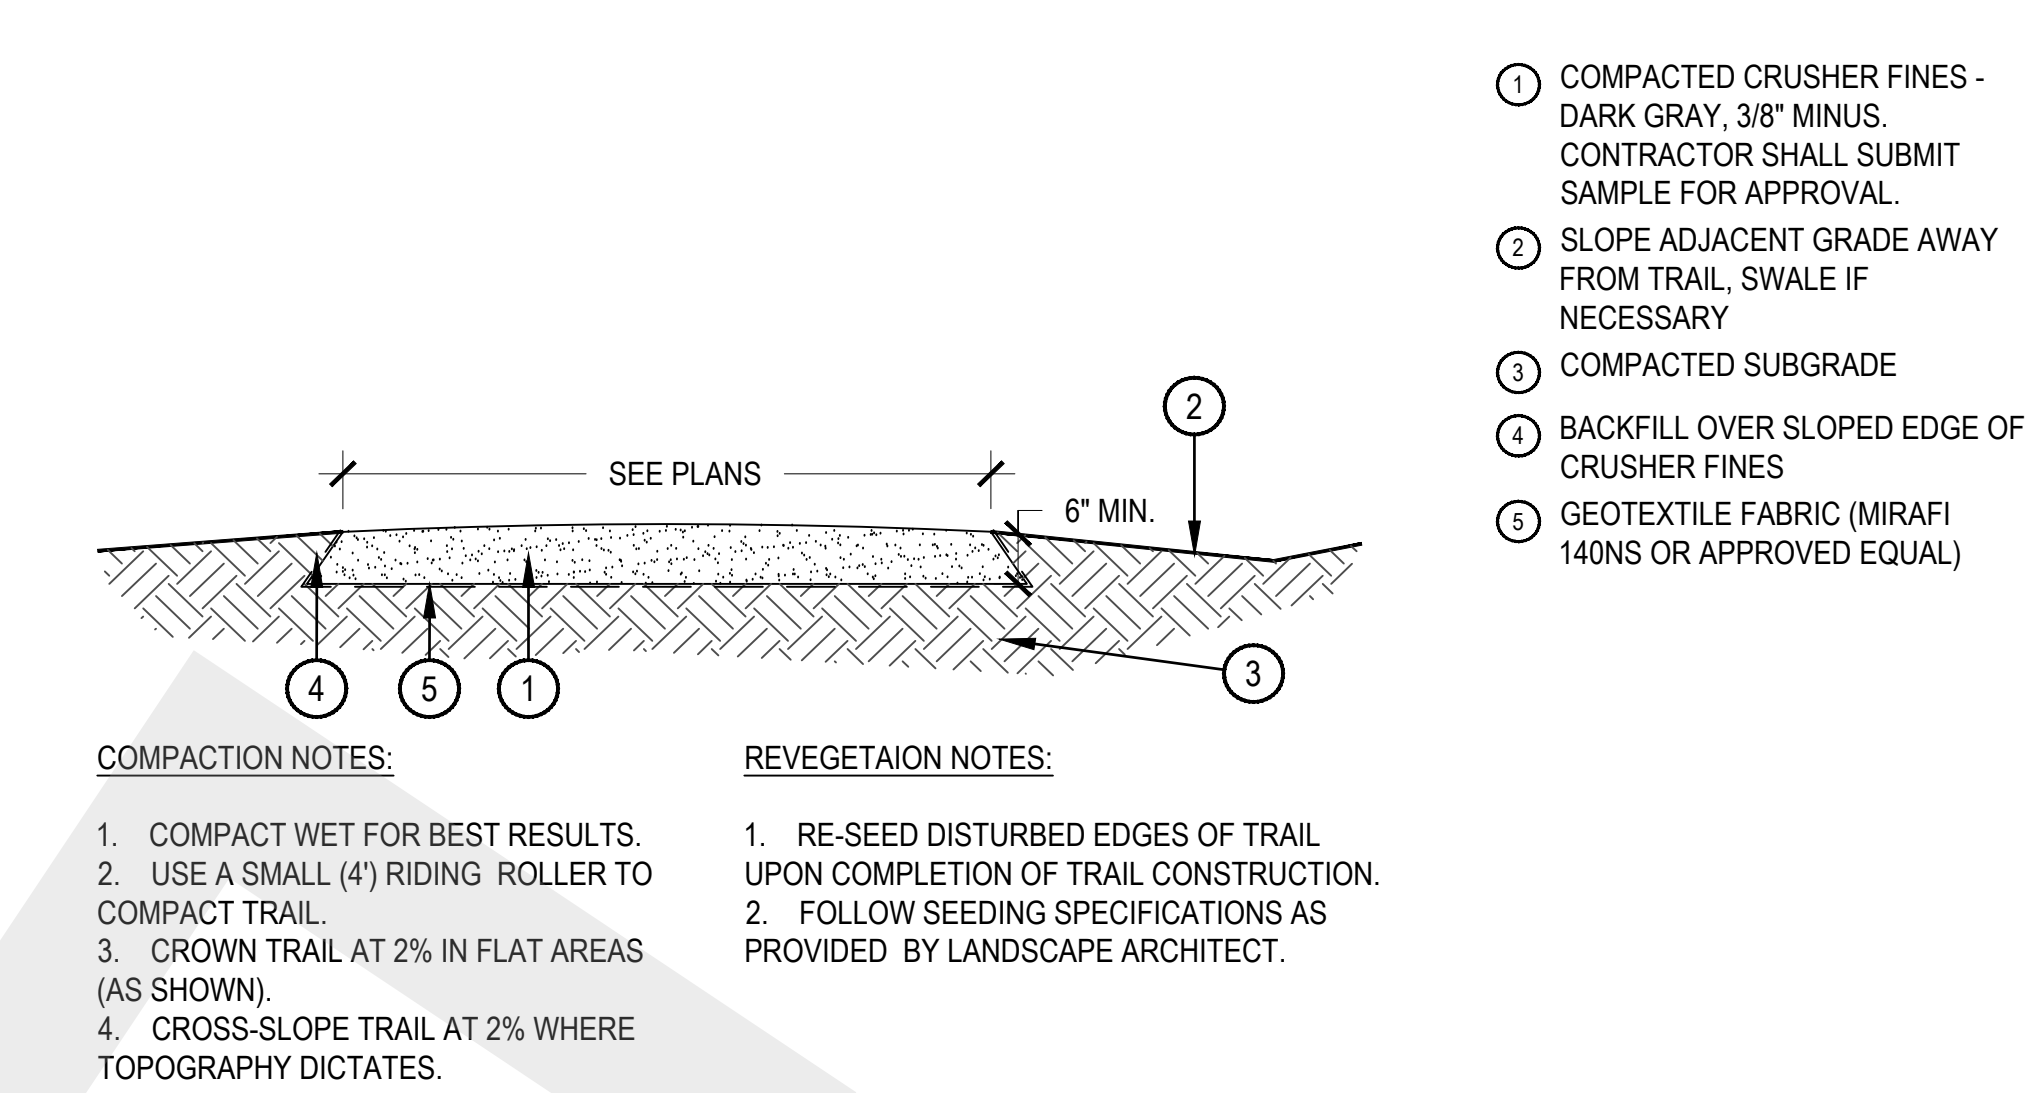 SEE PLANS
6" MIN.
2
4
5
1
3
1 COMPACTED CRUSHER FINES -
DARK GRAY, 3/8" MINUS.
CONTRACTOR SHALL SUBMIT
SAMPLE FOR APPROVAL.
2 SLOPE ADJACENT GRADE AWAY
FROM TRAIL, SWALE IF
NECESSARY
3 COMPACTED SUBGRADE
4 BACKFILL OVER SLOPED EDGE OF
CRUSHER FINES
5 GEOTEXTILE FABRIC (MIRAFI
140NS OR APPROVED EQUAL)
COMPACTION NOTES:
1. COMPACT WET FOR BEST RESULTS.
2. USE A SMALL (4') RIDING ROLLER TO
COMPACT TRAIL.
3. CROWN TRAIL AT 2% IN FLAT AREAS
(AS SHOWN).
4. CROSS-SLOPE TRAIL AT 2% WHERE
TOPOGRAPHY DICTATES.
REVEGETAION NOTES:
1. RE-SEED DISTURBED EDGES OF TRAIL
UPON COMPLETION OF TRAIL CONSTRUCTION.
2. FOLLOW SEEDING SPECIFICATIONS AS
PROVIDED BY LANDSCAPE ARCHITECT.